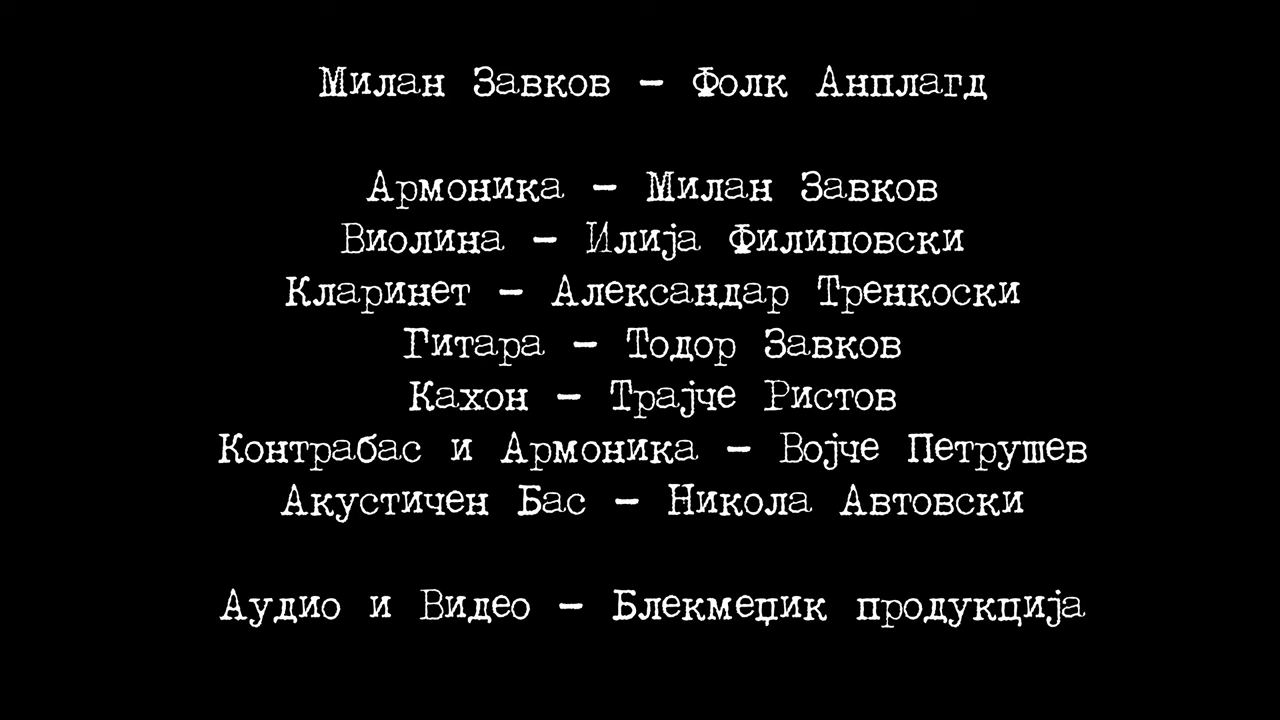 Милан Завков – Фолк Анплагд
Армоника – Милан Завков
Виолина – Илија Филиповски
Кларинет – Александар Тренкоски
Гитара – Тодор Завков
Кахон – Трајче Ристов
Контрабас и Армоника – Војче Петрушев
Акустичен Бас – Никола Автовски
Аудио и Видео – Блекмеџик продукција